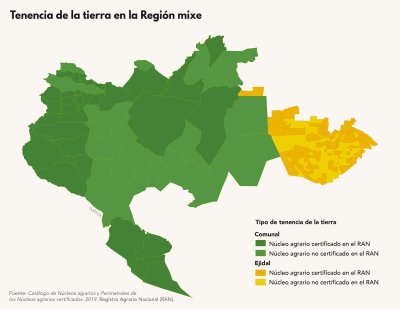 Tenencia de la tierra en la Región mixe
Tipo de tenencia de la tierra
Comunal
Núcleo agrario certificado en el RAN
Núcleo agrario no certificado en el RAN
Ejidal
Núcleo agrario certificado en el RAN
Núcleo agrario no certificado en el RAN
Fuente: Catálogo de Núcleos agrarios y Perimetrales de
los Núcleos agrarios certificados, 2019. Registro Agrario Nacional (RAN).